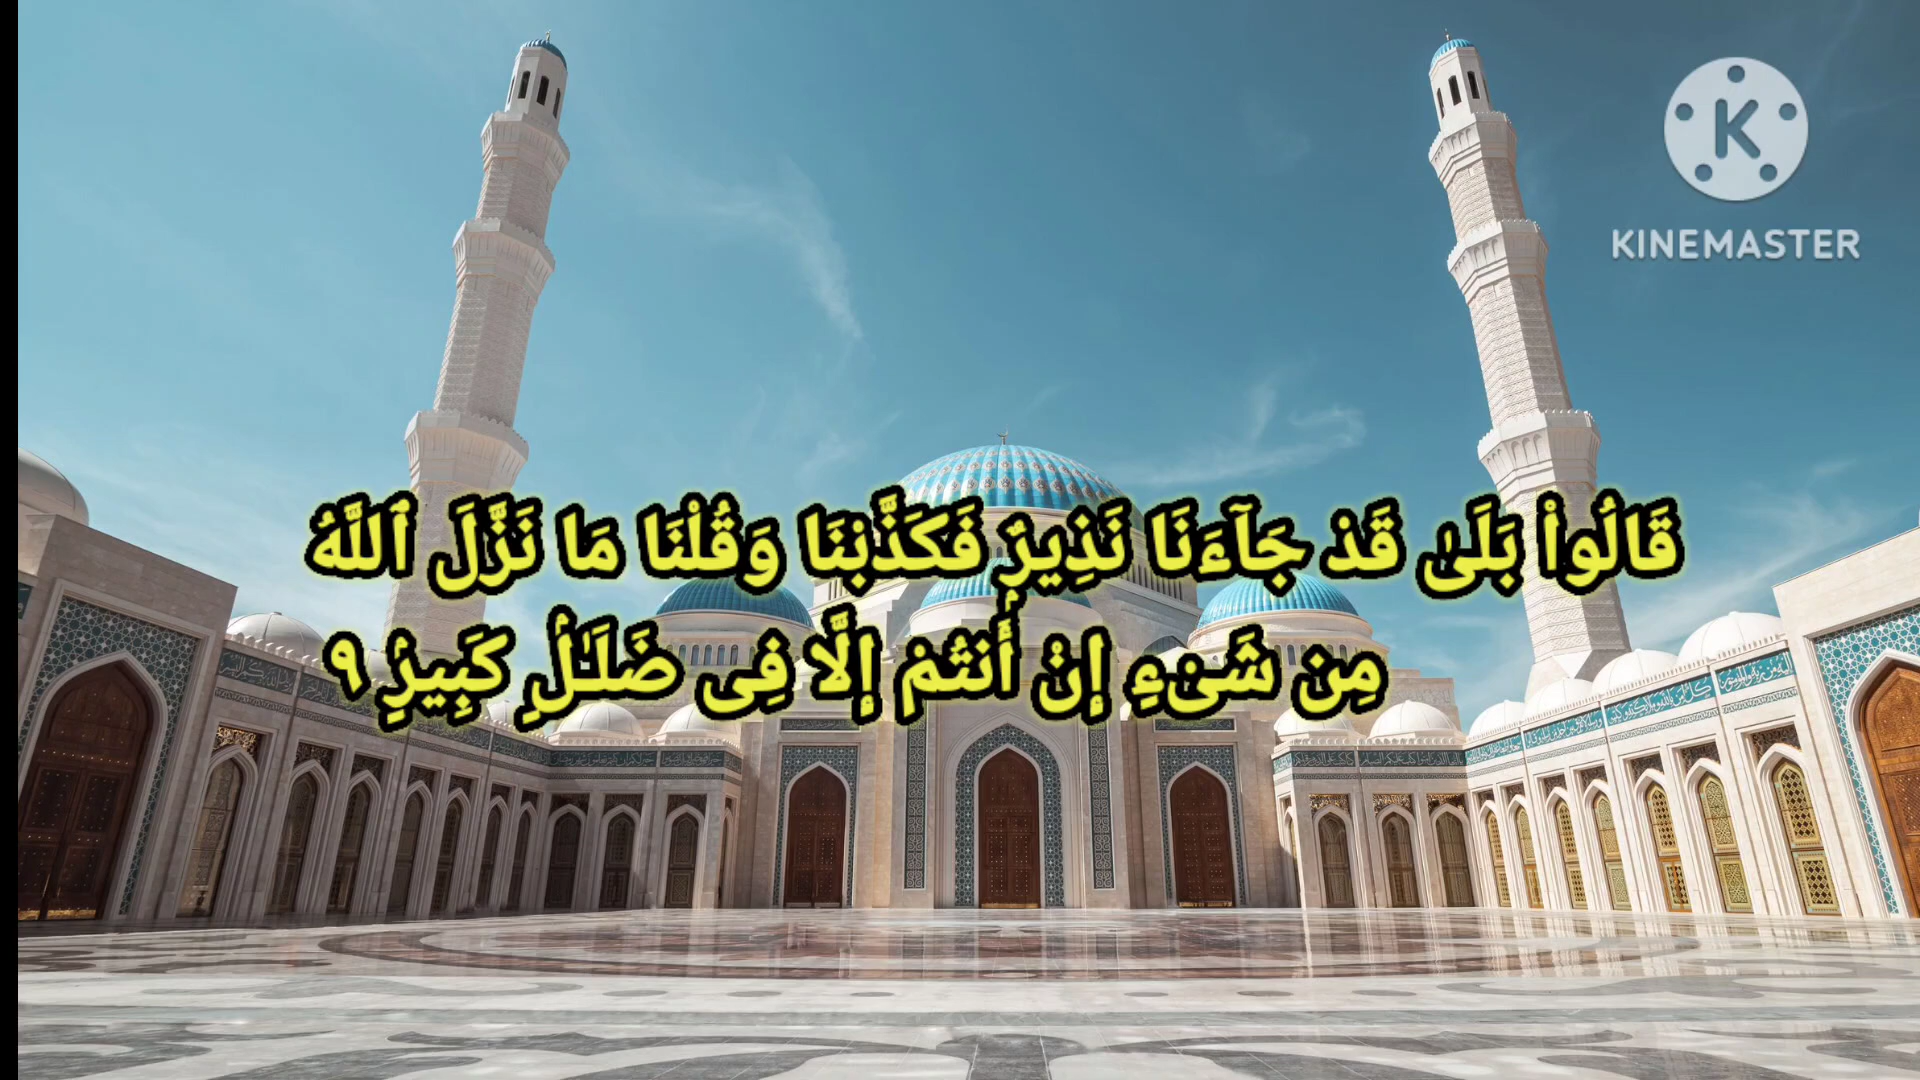 KINEMASTER
قَالُوا۟ بَلَىٰ قَدْ جَآءَنَا نَذِيرٌ فَكَذَّبْنَا وَقُلْنَا مَا نَزَّلَ ٱللَّهُ
مِن شَىْءٍ إِنْ أَنتُمْ إِلَّا فِى ضَلَـٰلٍ كَبِيرٍ ٩